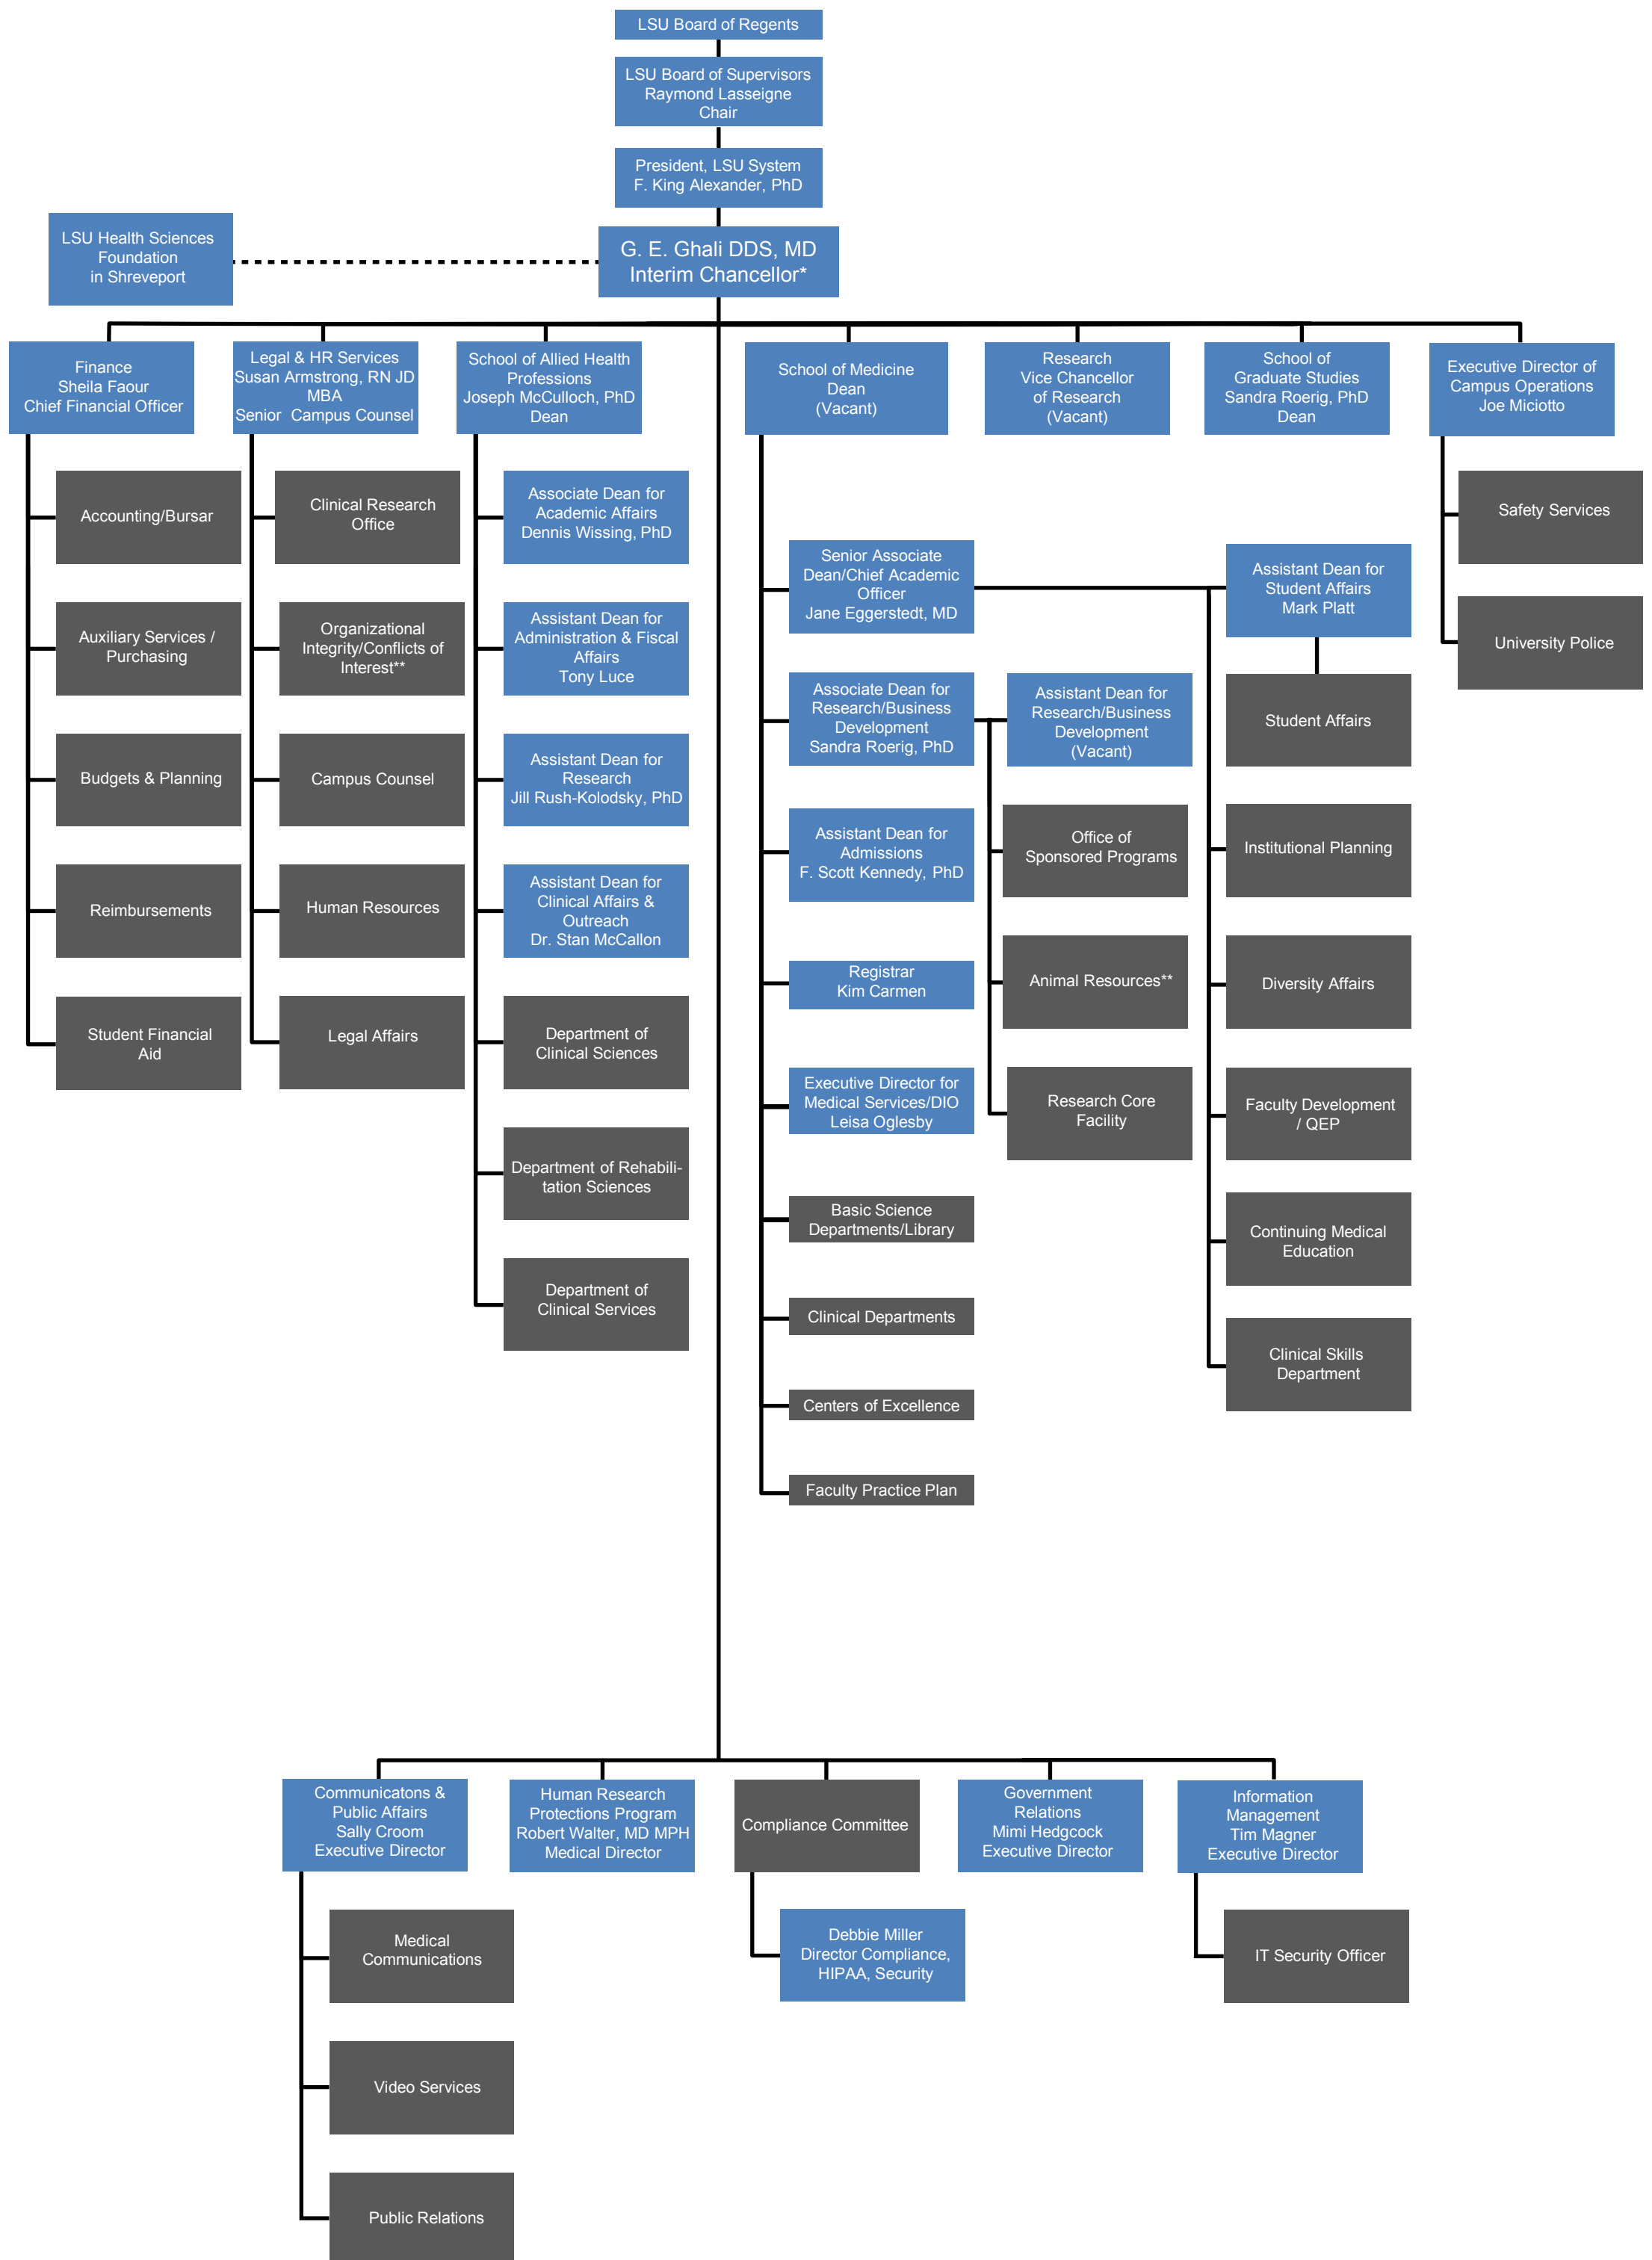 LSU Board of Regents
LSU Board of Supervisors
Raymond Lasseigne
Chair
President, LSU System
F. King Alexander, PhD
LSU Health Sciences
Foundation
in Shreveport
G. E. Ghali DDS, MD
Interim Chancellor*
Finance
Sheila Faour
Chief Financial Officer
Legal & HR Services
Susan Armstrong, RN JD
MBA
Senior Campus Counsel
School of Allied Health
Professions
Joseph McCulloch, PhD
Dean
School of Medicine
Dean
(Vacant)
Research
Vice Chancellor
of Research
(Vacant)
School of
Graduate Studies
Sandra Roerig, PhD
Dean
Executive Director of
Campus Operations
Joe Miciotto
Accounting/Bursar
Auxiliary Services /
Purchasing
Budgets & Planning
Reimbursements
Student Financial
Aid
Clinical Research
Office
Organizational
Integrity/Conflicts of
Interest**
Campus Counsel
Human Resources
Legal Affairs
Associate Dean for
Academic Affairs
Dennis Wissing, PhD
Assistant Dean for
Administration & Fiscal
Affairs
Tony Luce
Assistant Dean for
Research
Jill Rush-Kolodsky, PhD
Assistant Dean for
Clinical Affairs &
Outreach
Dr. Stan McCallon
Department of
Clinical Sciences
Department of Rehabili-
tation Sciences
Department of
Clinical Services
Senior Associate
Dean/Chief Academic
Officer
Jane Eggerstedt, MD
Associate Dean for
Research/Business
Development
Sandra Roerig, PhD
Assistant Dean for
Admissions
F. Scott Kennedy, PhD
Registrar
Kim Carmen
Executive Director for
Medical Services/DIO
Leisa Oglesby
Basic Science
Departments/Library
Clinical Departments
Centers of Excellence
Faculty Practice Plan
Assistant Dean for
Research/Business
Development
(Vacant)
Office of
Sponsored Programs
Animal Resources**
Research Core
Facility
Assistant Dean for
Student Affairs
Mark Platt
Student Affairs
Institutional Planning
Diversity Affairs
Faculty Development
/ QEP
Continuing Medical
Education
Clinical Skills
Department
Safety Services
University Police
Communicatons &
Public Affairs
Sally Croom
Executive Director
Human Research
Protections Program
Robert Walter, MD MPH
Medical Director
Compliance Committee
Government
Relations
Mimi Hedgcock
Executive Director
Information
Management
Tim Magner
Executive Director
Medical
Communications
Video Services
Public Relations
Debbie Miller
Director Compliance,
HIPAA, Security
IT Security Officer